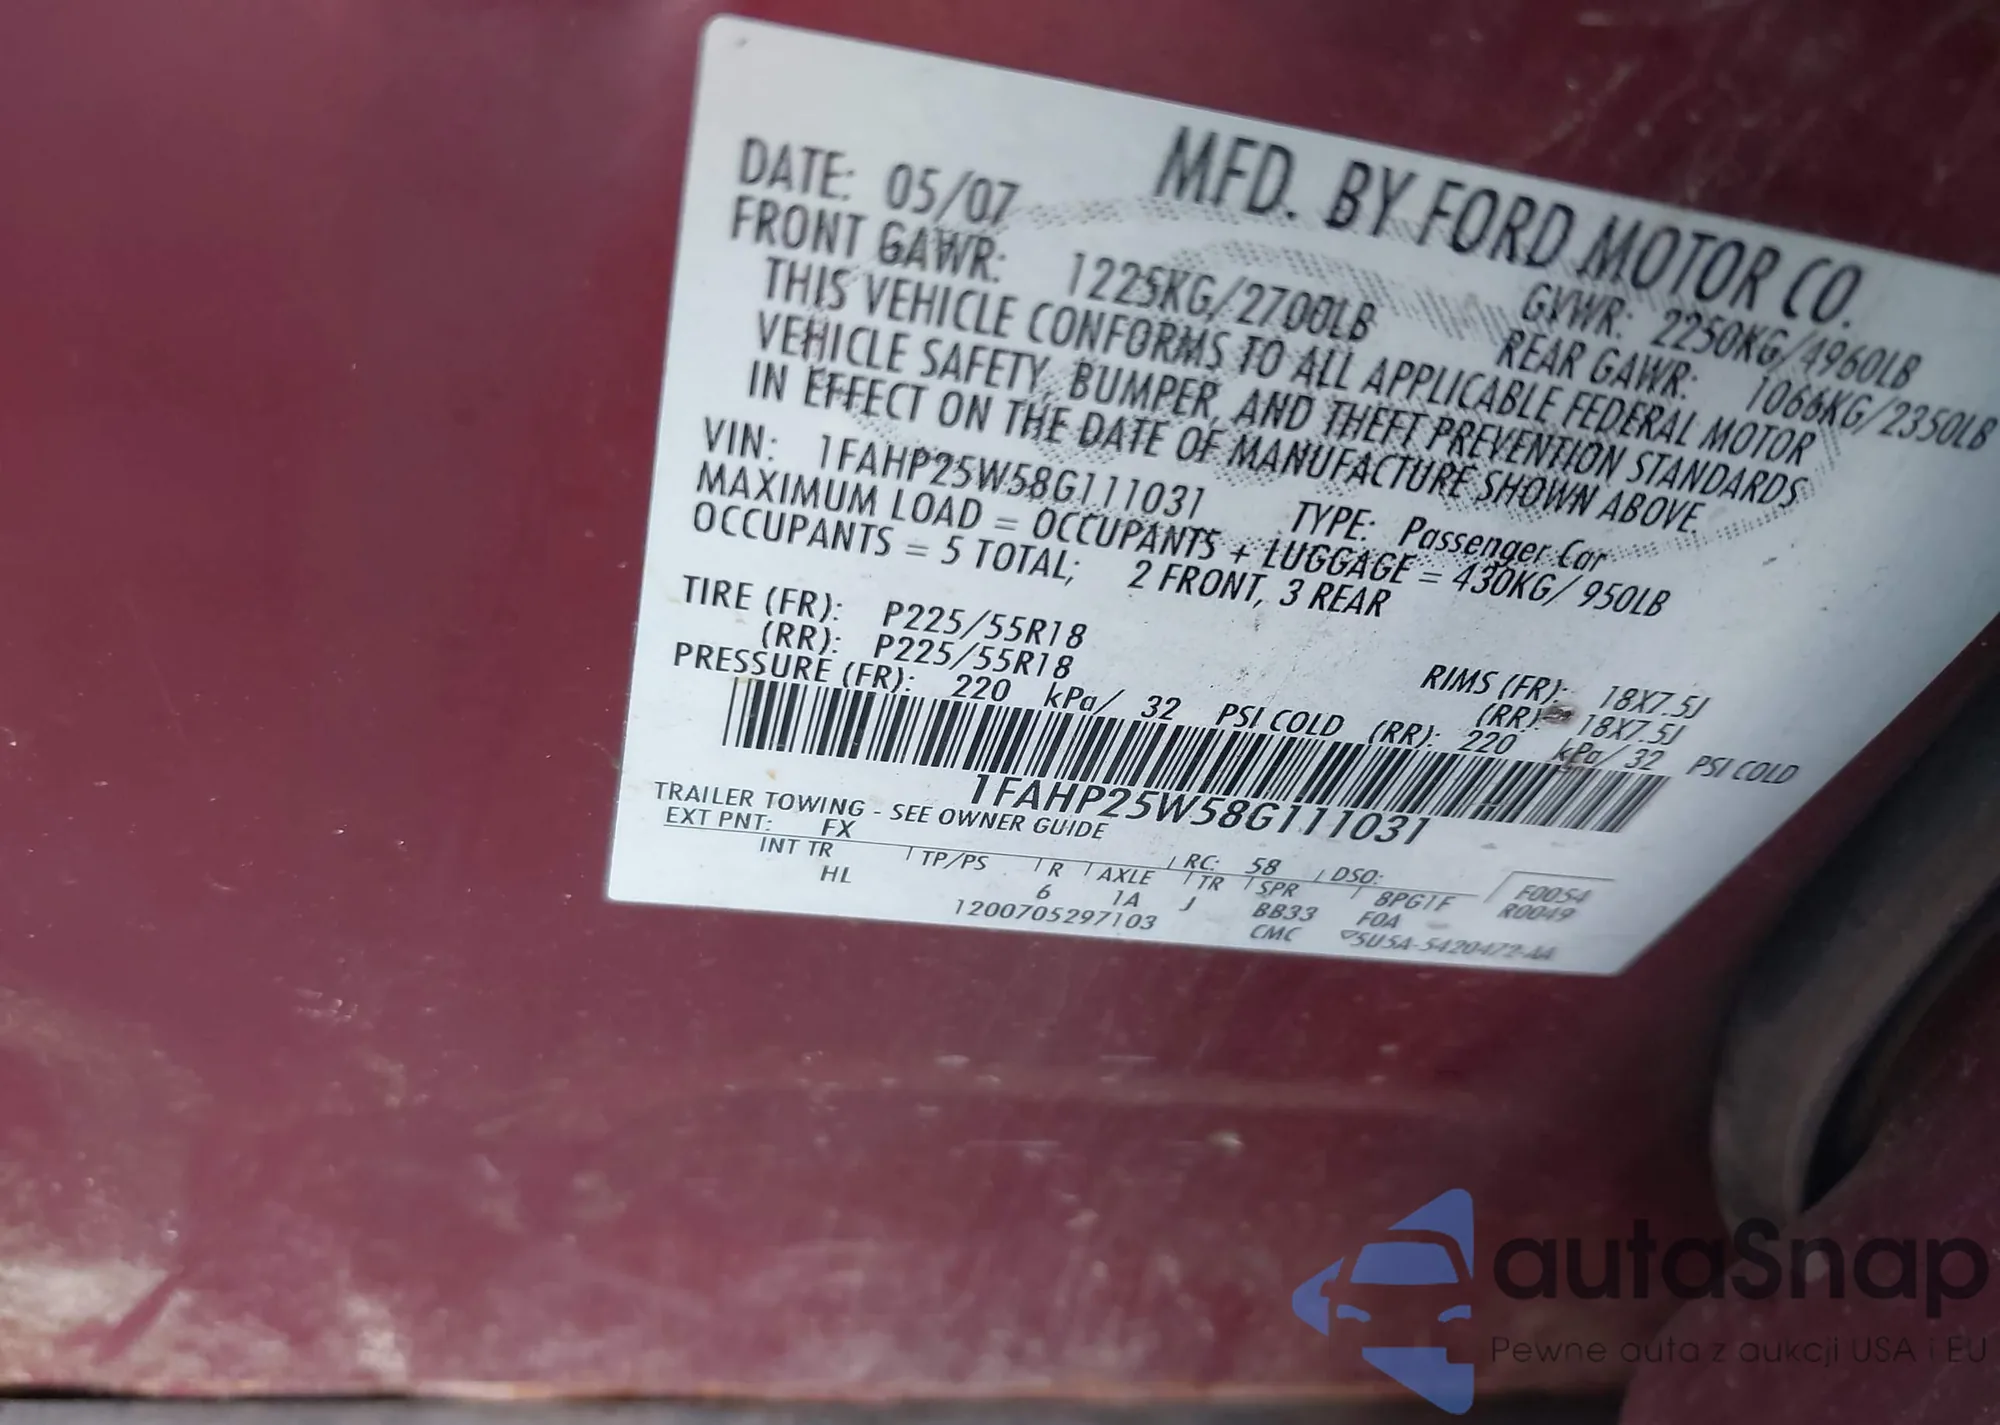 MFD. BY FORD MOTOR CO.
DATE: 05/07 GVWR: 2250KG/4960LB
FRONT GAWR: 1225KG/2700LB REAR GAWR: 1066KG/2350LB
THIS VEHICLE CONFORMS TO ALL APPLICABLE FEDERAL MOTOR
VEHICLE SAFETY, BUMPER, AND THEFT PREVENTION STANDARDS
IN EFFECT ON THE DATE OF MANUFACTURE SHOWN ABOVE.
VIN: 1FAHP25W58G111031 TYPE: Passenger Car
MAXIMUM LOAD = OCCUPANTS + LUGGAGE = 430KG/ 950LB
OCCUPANTS = 5 TOTAL; 2 FRONT, 3 REAR
TIRE (FR): P225/55R18 RIMS (FR): 18X7.5J
(RR): P225/55R18 (RR): 18X7.5J
PRESSURE (FR): 220 kPa/ 32 PSI COLD (RR): 220 kPa/ 32 PSI COLD
1FAHP25W58G111031
TRAILER TOWING - SEE OWNER GUIDE
EXT PNT: FX RC: 58 DSO: F0054
INT TR TP/PS R AXLE TR SPR 8PG1F R0049
HL 6 1A J BB33 F0A
1200705297103 CMC 5U5A-5420472-AA
autaSnap
Pewne auta z aukcji USA i EU